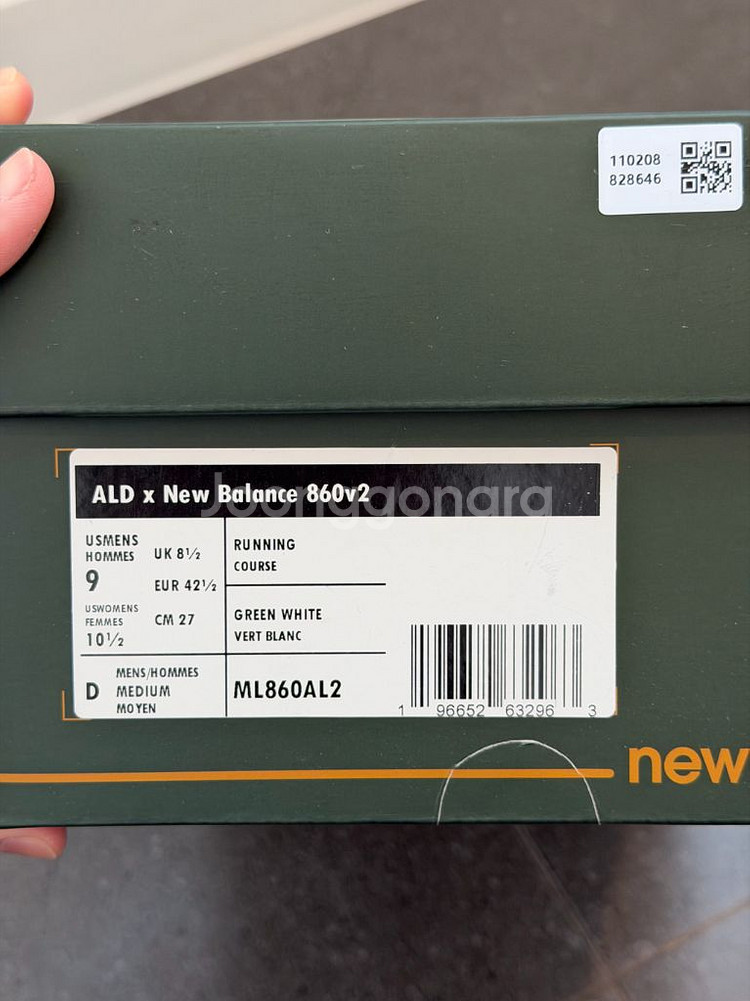 110208
828646
ALD x New Balance 860v2
Joonggonara
USMENS
HOMMES
9
UK 8½
EUR 42½
USWOMENS
FEMMES
10½
CM 27
RUNNING
COURSE
GREEN WHITE
VERT BLANC
D
MENS/HOMMES
MEDIUM
MOYEN
ML860AL2
1 96652 63296 3
new